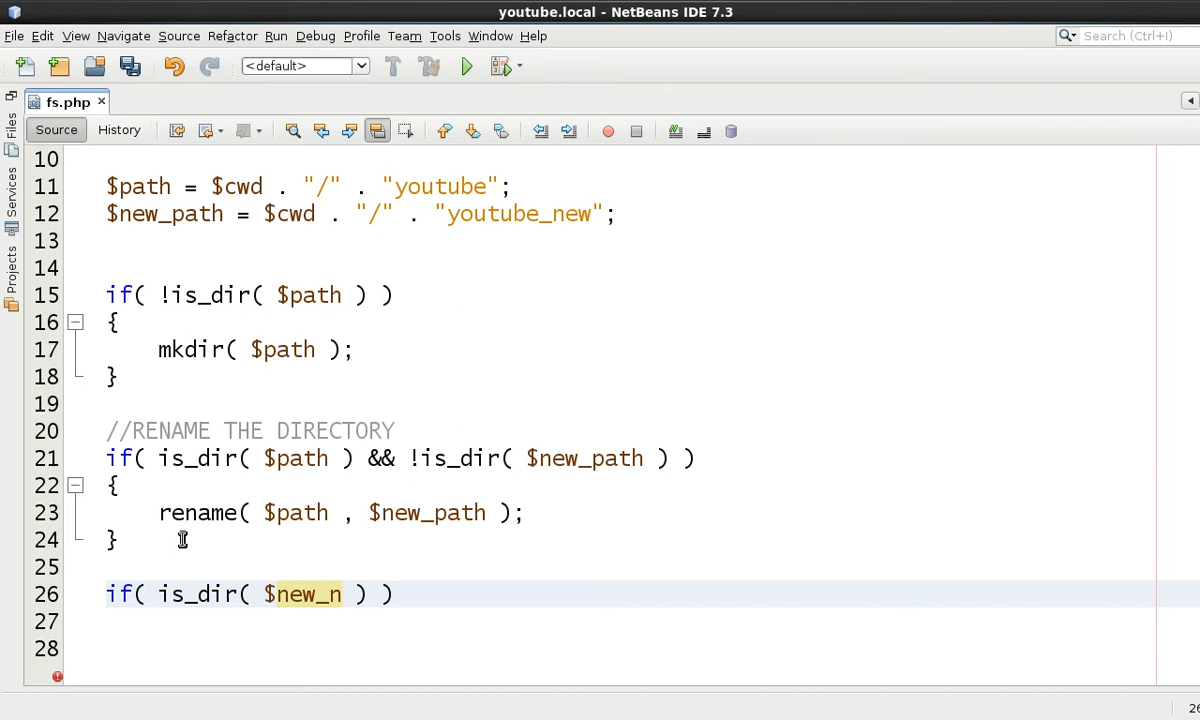 youtube.local - NetBeans IDE 7.3
File Edit View Navigate Source Refactor Run Debug Profile Team Tools Window Help
Search (Ctrl+I)
<default>
fs.php
Files
Services
Projects
Source History
10
11 $path = $cwd . "/" . "youtube";
12 $new_path = $cwd . "/" . "youtube_new";
13
14
15 if( !is_dir( $path ) )
16 {
17 mkdir( $path );
18 }
19
20 //RENAME THE DIRECTORY
21 if( is_dir( $path ) && !is_dir( $new_path ) )
22 {
23 rename( $path , $new_path );
24 }
25
26 if( is_dir( $new_n ) )
27
28